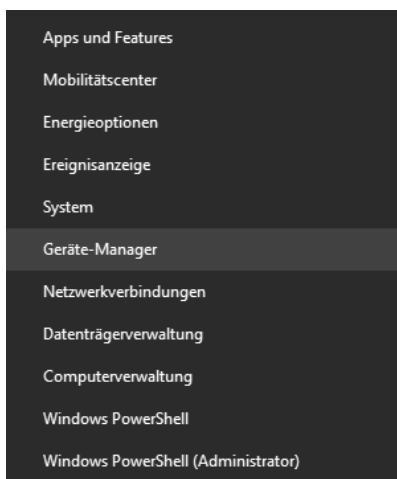 Apps und Features
Mobilitätscenter
Energieoptionen
Ereignisanzeige
System
Geräte-Manager
Netzwerkverbindungen
Datenträgerverwaltung
Computerverwaltung
Windows PowerShell
Windows PowerShell (Administrator)